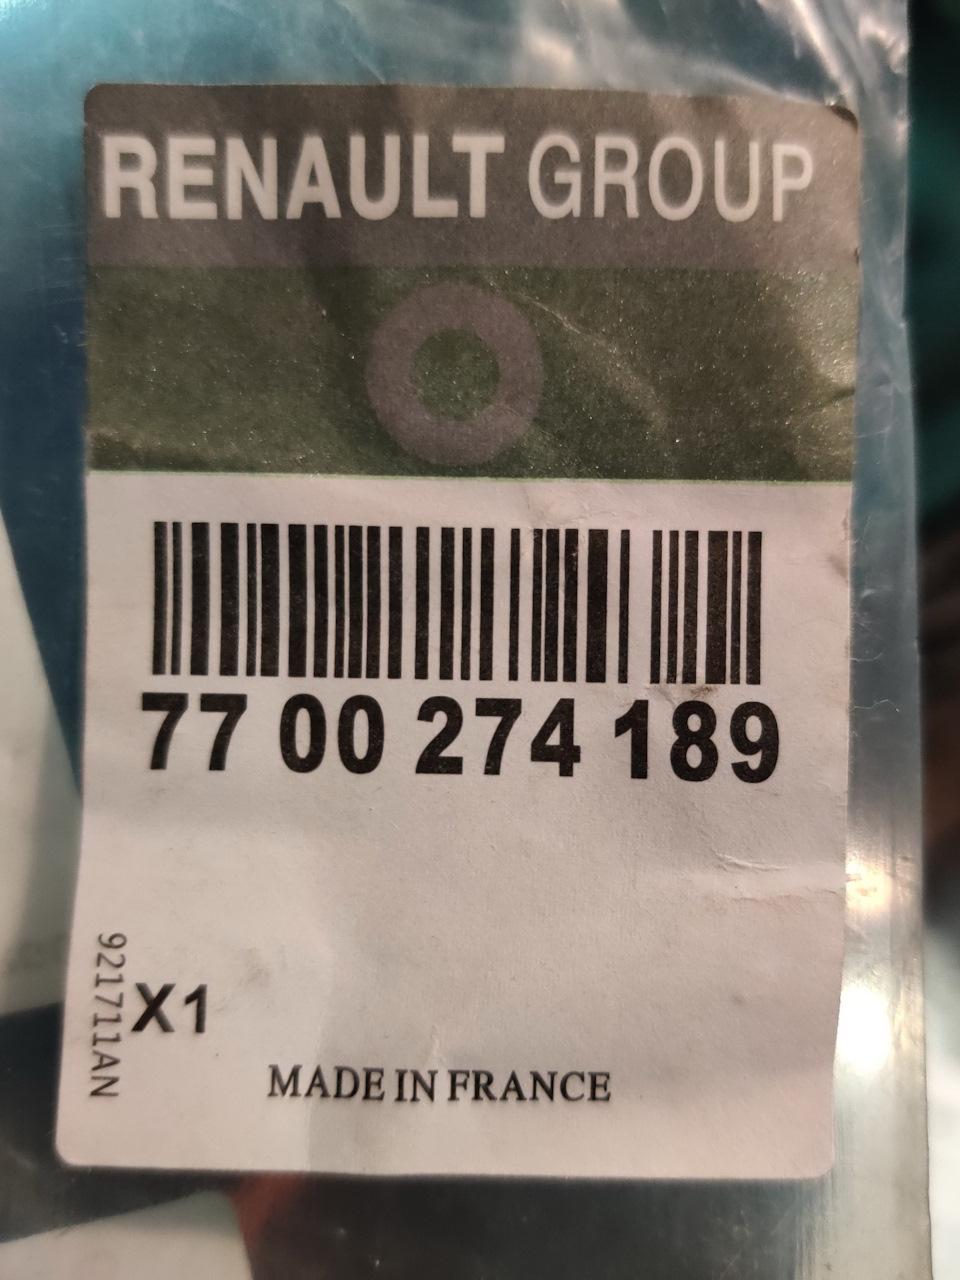 RENAULT GROUP
77 00 274 189
921711AN
X1
MADE IN FRANCE